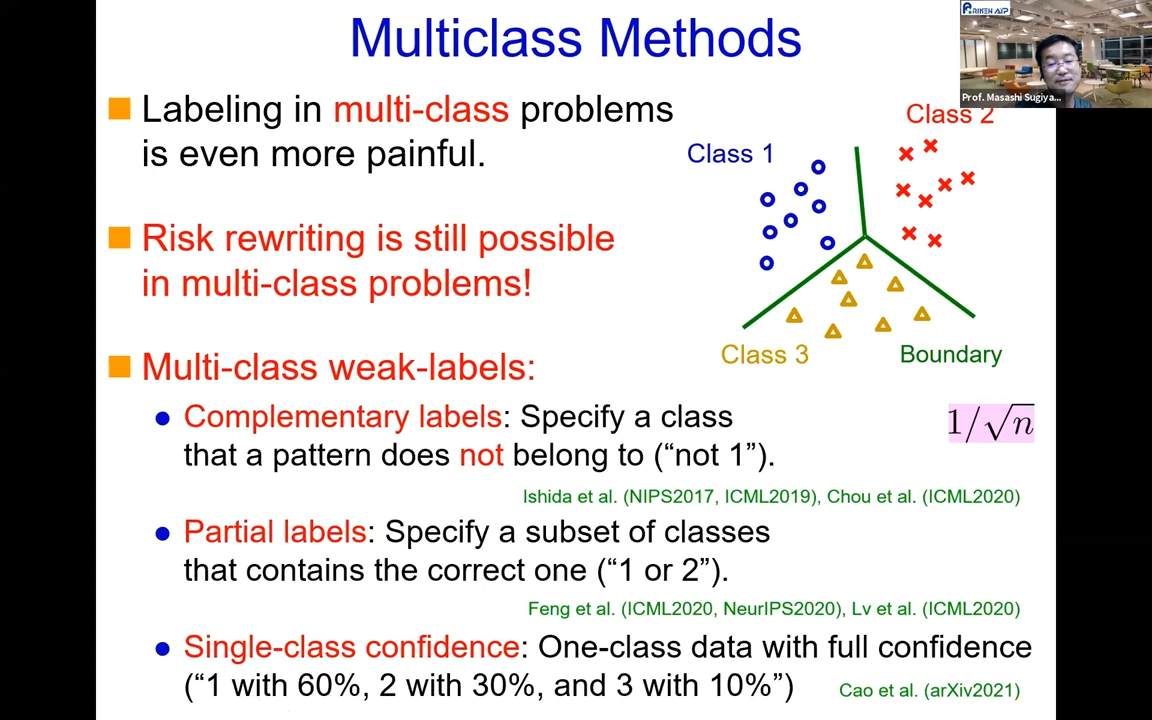 Multiclass Methods
RIKEN AIP
Prof. Masashi Sugiya...
Labeling in multi-class problems
is even more painful.
Class 1
Class 2
Risk rewriting is still possible
in multi-class problems!
Class 3
Boundary
Multi-class weak-labels:
Complementary labels: Specify a class
that a pattern does not belong to (“not 1”).
1/√n
Ishida et al. (NIPS2017, ICML2019), Chou et al. (ICML2020)
Partial labels: Specify a subset of classes
that contains the correct one (“1 or 2”).
Feng et al. (ICML2020, NeurIPS2020), Lv et al. (ICML2020)
Single-class confidence: One-class data with full confidence
(“1 with 60%, 2 with 30%, and 3 with 10%”)
Cao et al. (arXiv2021)